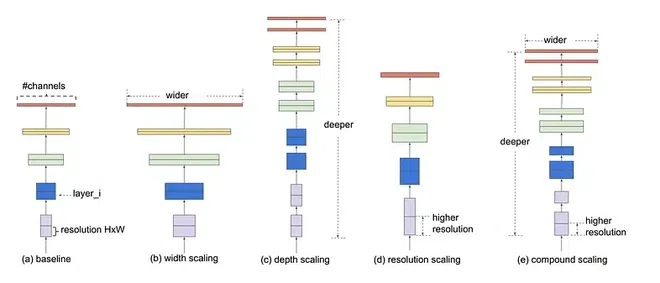 #channels
layer_i
resolution HxW
(a) baseline
wider
(b) width scaling
deeper
(c) depth scaling
higher
resolution
(d) resolution scaling
wider
deeper
higher
resolution
(e) compound scaling